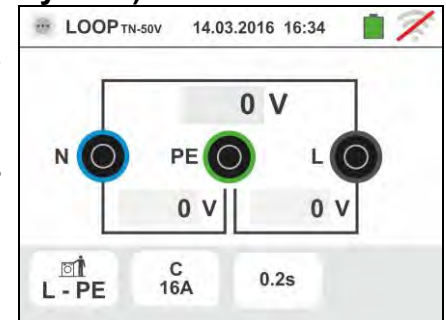 LOOP TN-50V 14.03.2016 16:34
0 V
N PE L
0 V 0 V
L - PE
C
16A
0.2s